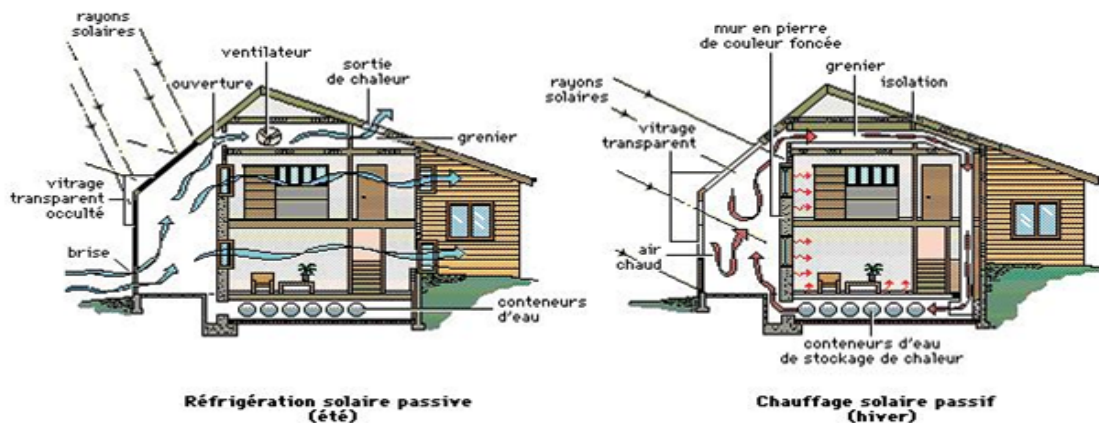 rayons
solaires
ventilateur
ouverture
sortie
de chaleur
grenier
vitrage
transparent
occulté
brise
conteneurs
d'eau
Réfrigération solaire passive
(été)
mur en pierre
de couleur foncée
grenier
isolation
rayons
solaires
vitrage
transparent
air
chaud
conteneurs d'eau
de stockage de chaleur
Chauffage solaire passif
(hiver)